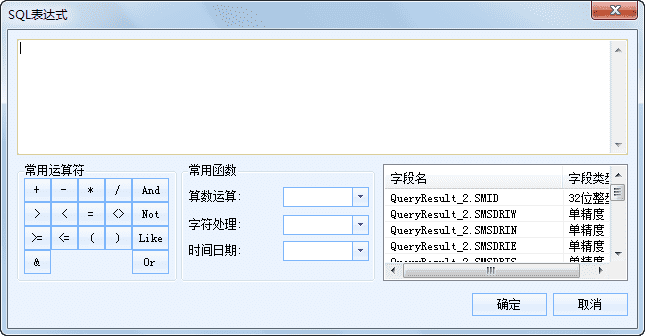 SQL表达式
常用运算符
+ - * / And
> < = <> Not
>= <= ( ) Like
& Or
常用函数
算数运算:
字符处理:
时间日期:
字段名 字段类型
QueryResult_2.SMID 32位整型
QueryResult_2.SMSDRIW 单精度
QueryResult_2.SMSDRIN 单精度
QueryResult_2.SMSDRIE 单精度
QueryResult_2.SMSDRIS 单精度
确定 取消